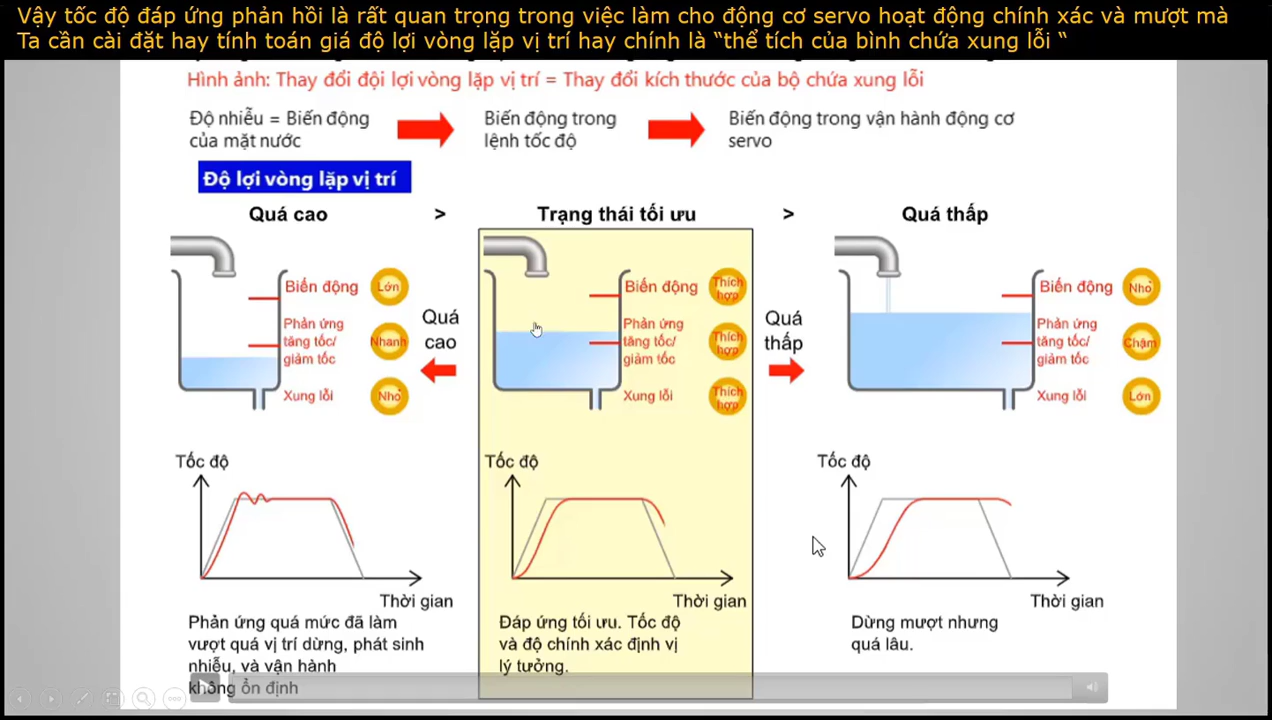 Vậy tốc độ đáp ứng phản hồi là rất quan trọng trong việc làm cho động cơ servo hoạt động chính xác và mượt mà
Ta cần cài đặt hay tính toán giá độ lợi vòng lặp vị trí hay chính là “thể tích của bình chứa xung lỗi “
Hình ảnh: Thay đổi đội lợi vòng lặp vị trí = Thay đổi kích thước của bộ chứa xung lỗi
Độ nhiễu = Biến động
của mặt nước
Biến động trong
lệnh tốc độ
Biến động trong vận hành động cơ
servo
Độ lợi vòng lặp vị trí
Quá cao > Trạng thái tối ưu > Quá thấp
Biến động Lớn
Phản ứng
tăng tốc/
giảm tốc
Nhanh
Xung lỗi Nhỏ
Quá
cao
Biến động Thích
hợp
Phản ứng
tăng tốc/
giảm tốc
Thích
hợp
Xung lỗi Thích
hợp
Quá
thấp
Biến động Nhỏ
Phản ứng
tăng tốc/
giảm tốc
Chậm
Xung lỗi Lớn
Tốc độ
Thời gian
Tốc độ
Thời gian
Tốc độ
Thời gian
Phản ứng quá mức đã làm
vượt quá vị trí dừng, phát sinh
nhiễu, và vận hành
không ổn định
Đáp ứng tối ưu. Tốc độ
và độ chính xác định vị
lý tưởng.
Dừng mượt nhưng
quá lâu.